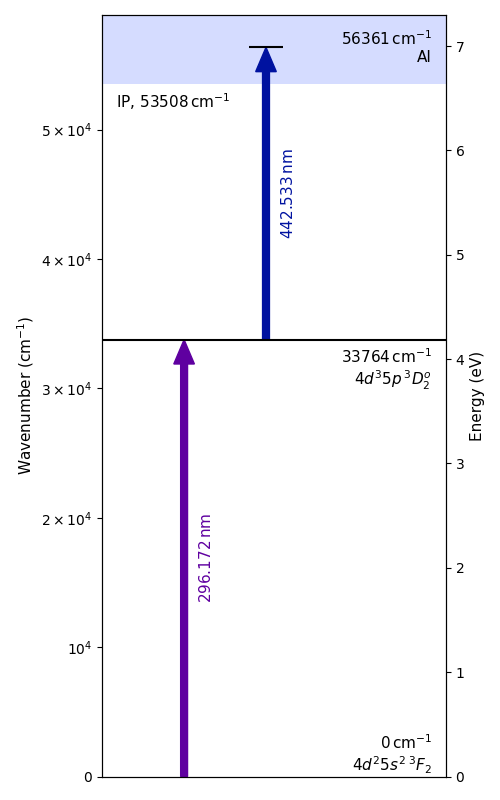 56361 cm⁻¹
AI
IP, 53508 cm⁻¹
442.533 nm
33764 cm⁻¹
4d³5p ³D₂ᵒ
296.172 nm
0 cm⁻¹
4d²5s² ³F₂
Wavenumber (cm⁻¹)
5 × 10⁴
4 × 10⁴
3 × 10⁴
2 × 10⁴
10⁴
0
Energy (eV)
7
6
5
4
3
2
1
0